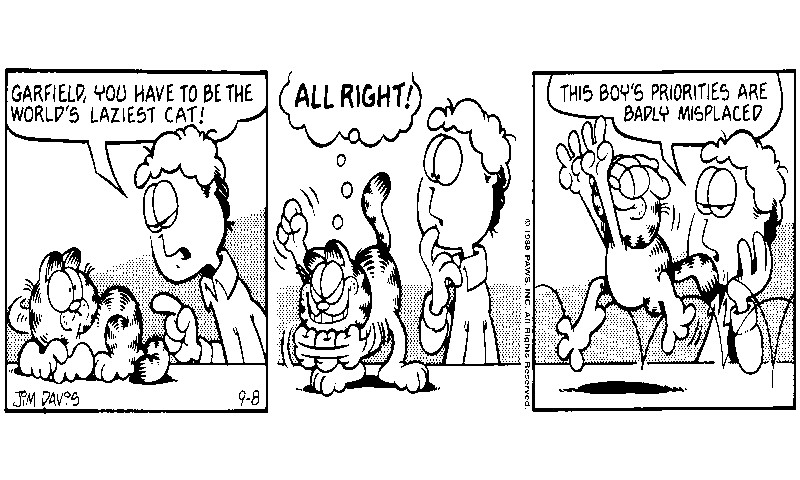 GARFIELD, YOU HAVE TO BE THE
WORLD'S LAZIEST CAT!
JIM DAVIS
9-8
ALL RIGHT!
© 1988 PAWS, INC. All Rights Reserved.
THIS BOY'S PRIORITIES ARE
BADLY MISPLACED